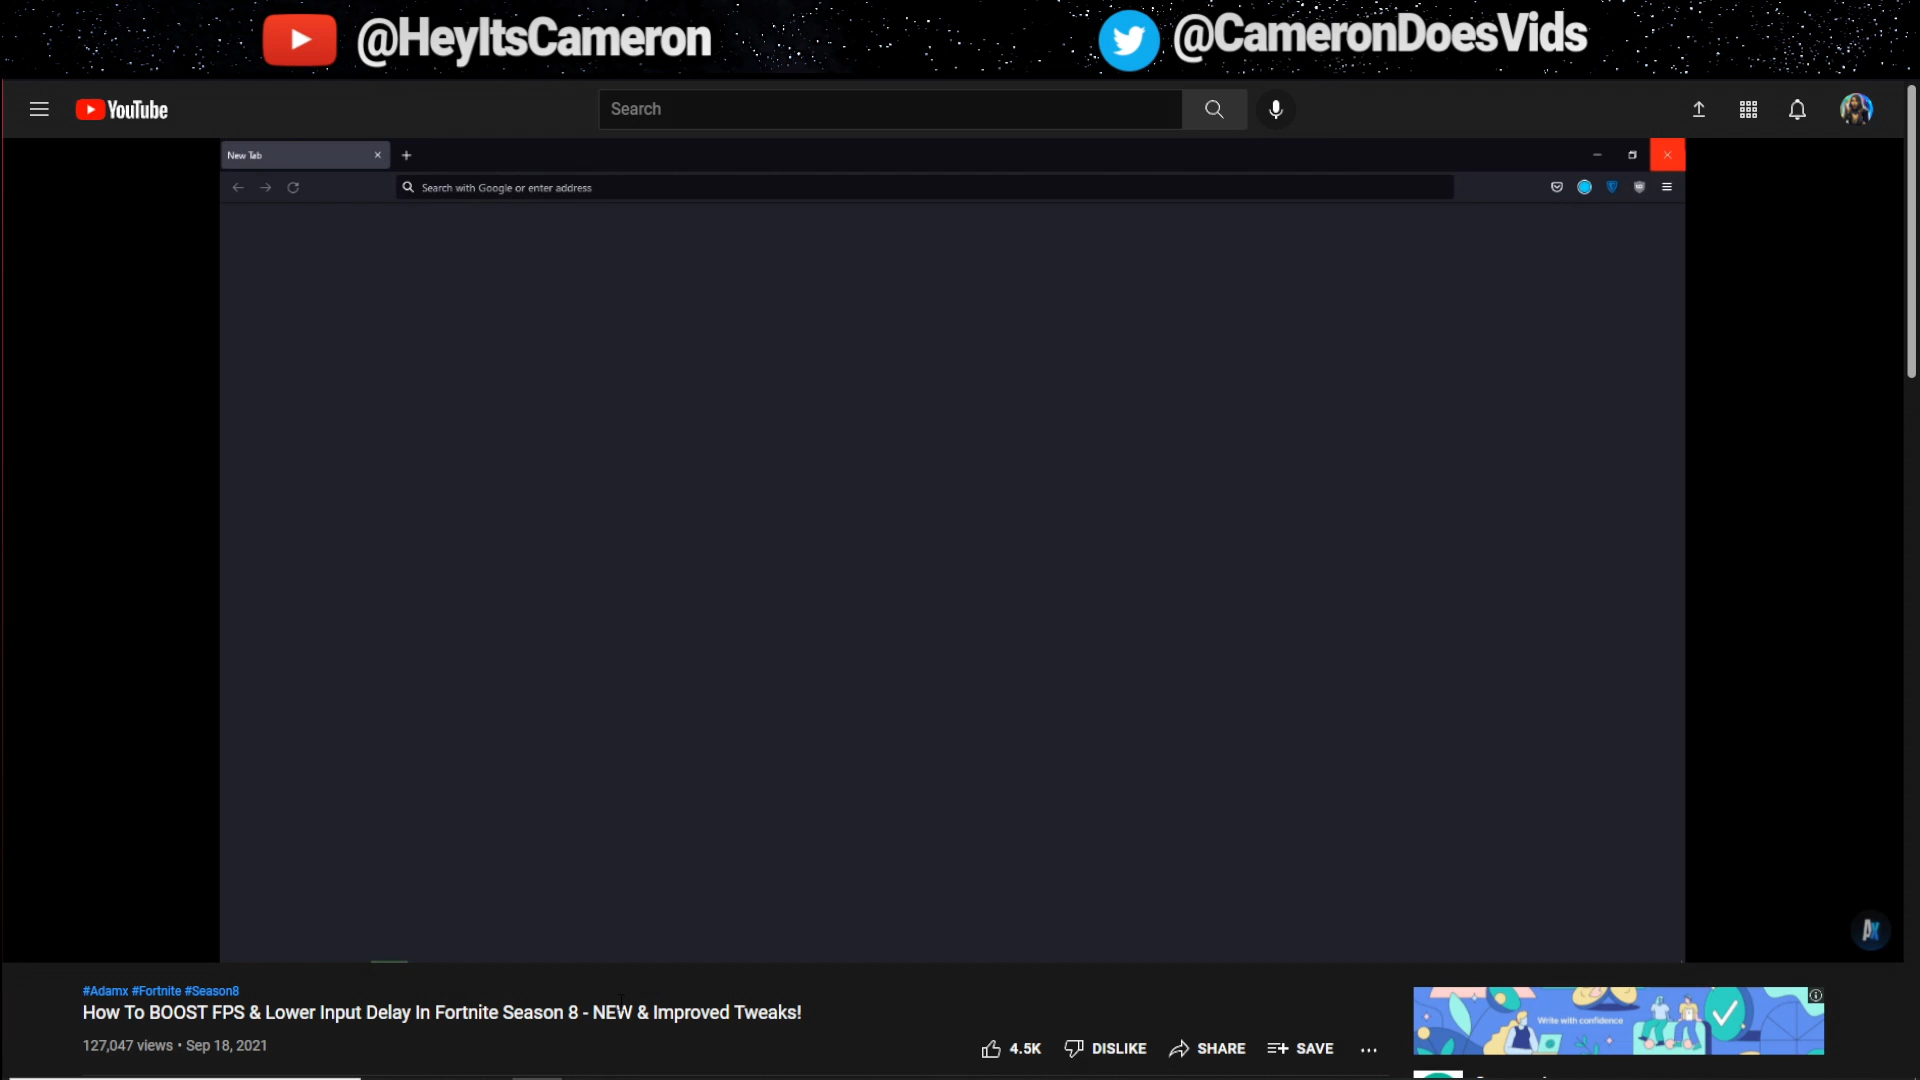 @HeyItsCameron
@CameronDoesVids
YouTube
Search
New Tab
Search with Google or enter address
AX
#Adamx #Fortnite #Season8
How To BOOST FPS & Lower Input Delay In Fortnite Season 8 - NEW & Improved Tweaks!
127,047 views • Sep 18, 2021
4.5K
DISLIKE
SHARE
SAVE
Write with confidence